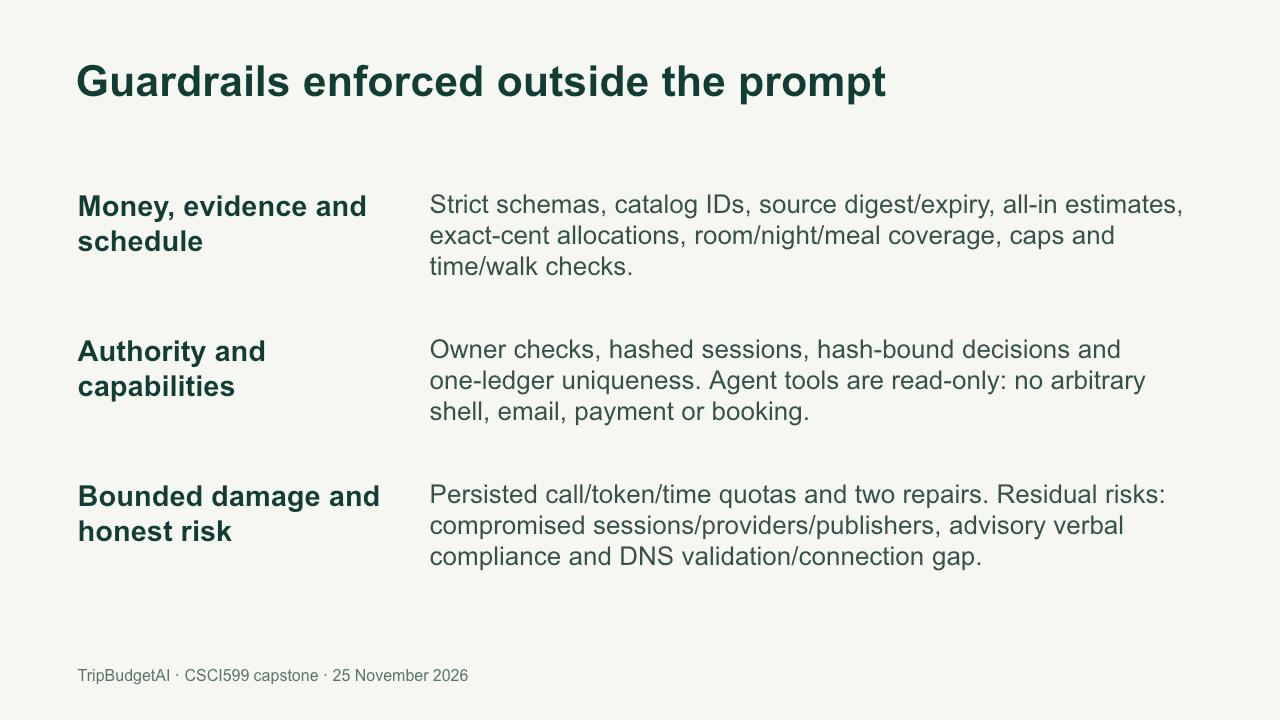 Guardrails enforced outside the prompt
Money, evidence and
schedule
Strict schemas, catalog IDs, source digest/expiry, all-in estimates,
exact-cent allocations, room/night/meal coverage, caps and
time/walk checks.
Authority and
capabilities
Owner checks, hashed sessions, hash-bound decisions and
one-ledger uniqueness. Agent tools are read-only: no arbitrary
shell, email, payment or booking.
Bounded damage and
honest risk
Persisted call/token/time quotas and two repairs. Residual risks:
compromised sessions/providers/publishers, advisory verbal
compliance and DNS validation/connection gap.
TripBudgetAI · CSCI599 capstone · 25 November 2026